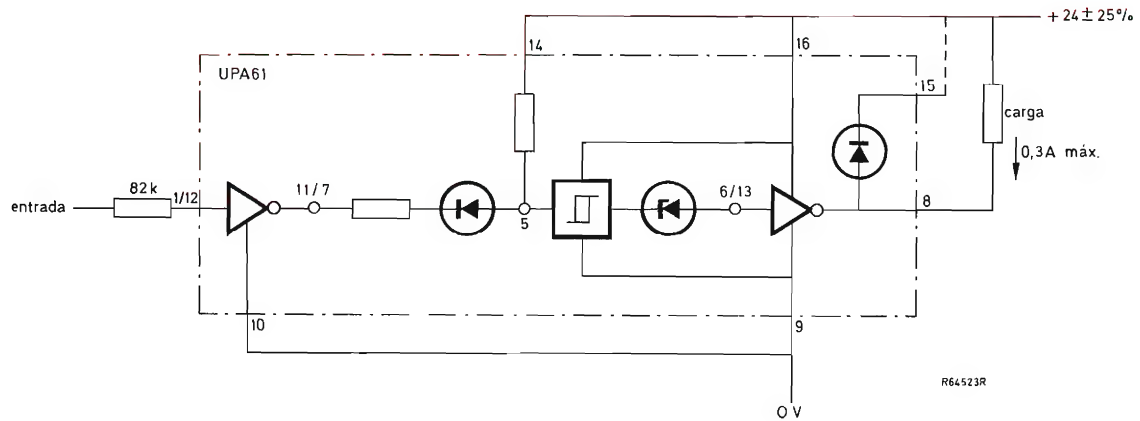 + 24 ± 25%
14
16
UPA61
15
carga
0,3A máx.
82k
1/12
11/7
6/13
entrada
5
8
10
9
R64523R
0V